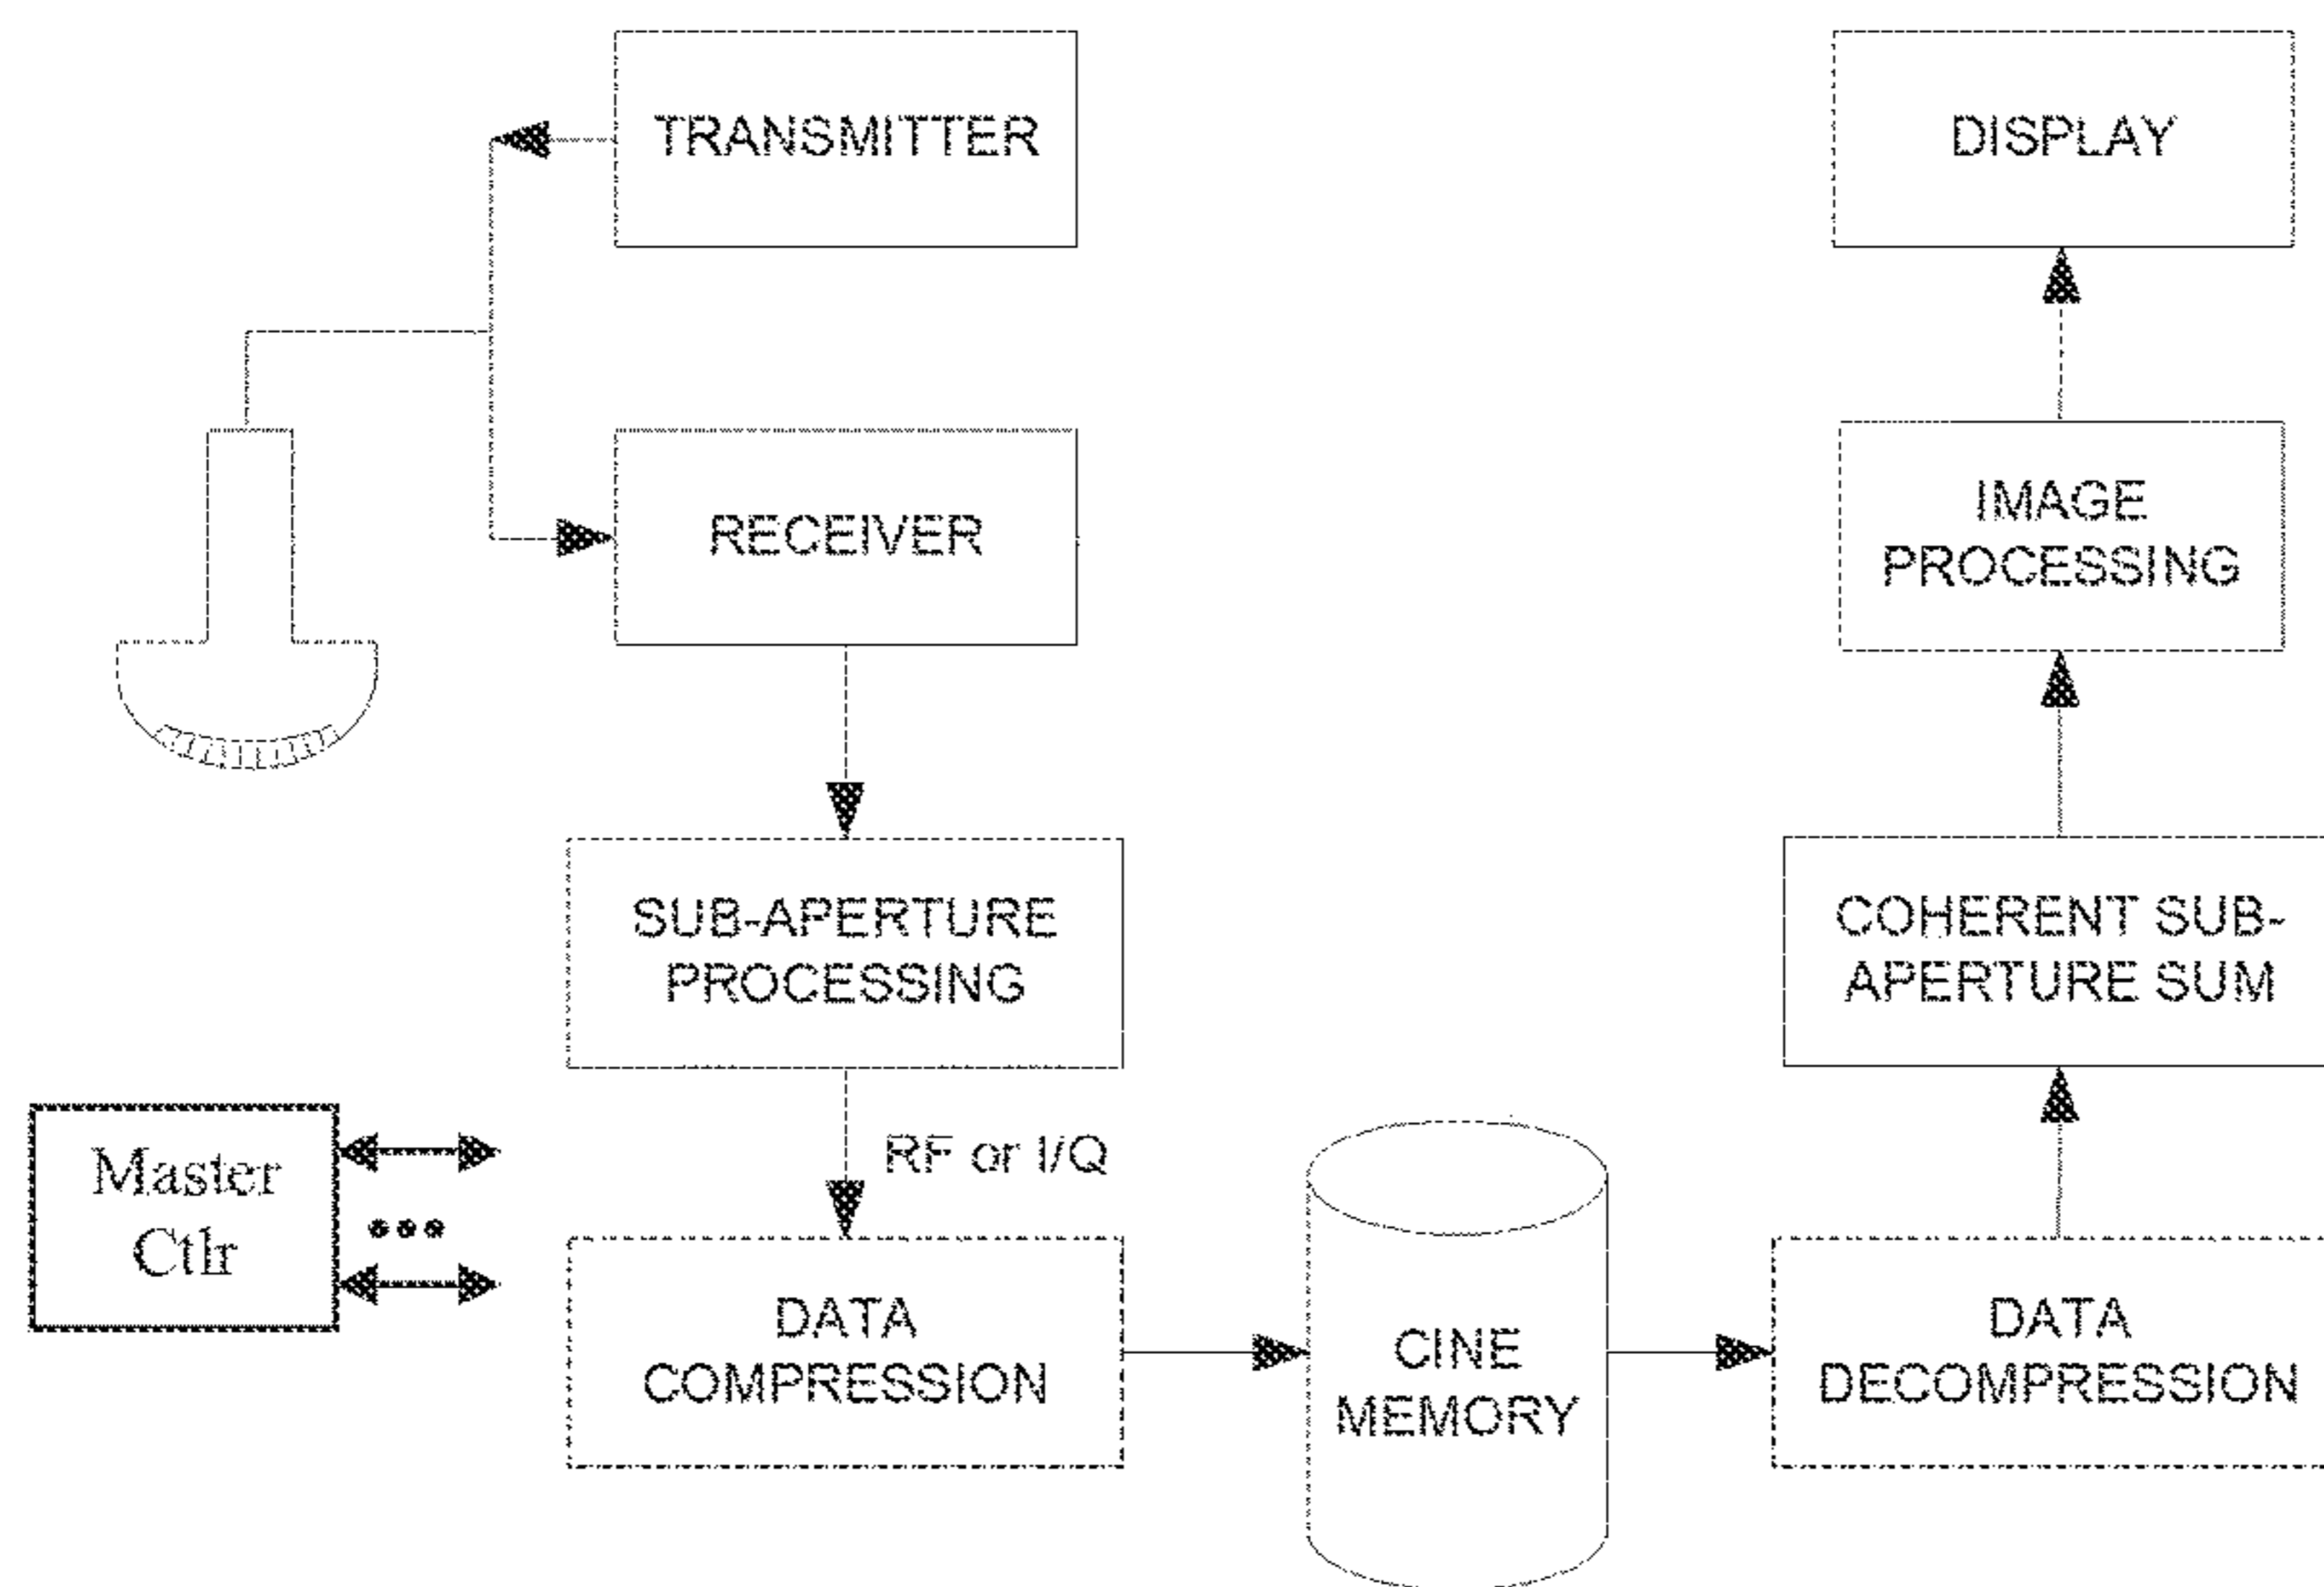 TRANSMITTER
DISPLAY
RECEIVER
IMAGE
PROCESSING
SUB-APERTURE
PROCESSING
COHERENT SUB-
APERTURE SUM
Master
Ctlr
RF or I/Q
DATA
COMPRESSION
CINE
MEMORY
DATA
DECOMPRESSION